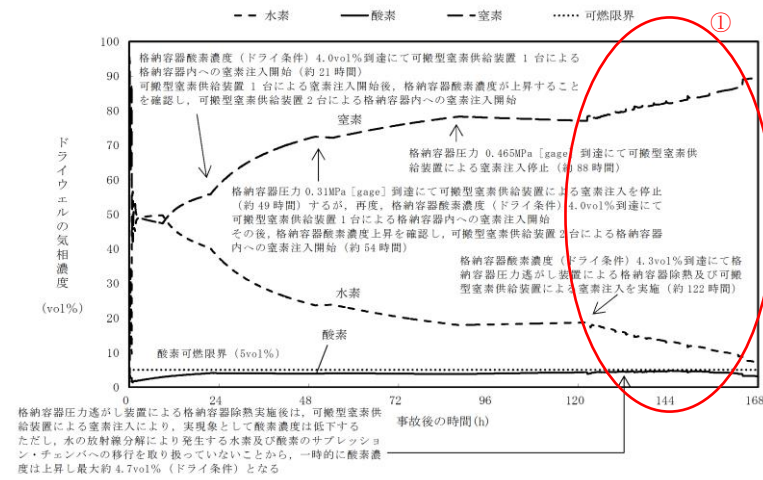 水素 酸素 窒素 可燃限界
①
100
90
80
70
60
50
40
30
20
10
0
ドライウェルの気相濃度
(vol%)
格納容器酸素濃度（ドライ条件）4.0vol%到達にて可搬型窒素供給装置 1 台による
格納容器内への窒素注入開始（約 21 時間）
可搬型窒素供給装置 1 台による窒素注入開始後，格納容器酸素濃度が上昇すること
を確認し，可搬型窒素供給装置 2 台による格納容器内への窒素注入開始
窒素
格納容器圧力 0.465MPa［gage］到達にて可搬型窒素供
給装置による窒素注入停止（約 88 時間）
格納容器圧力 0.31MPa［gage］到達にて可搬型窒素供給装置による窒素注入を停止
（約 49 時間）するが，再度，格納容器酸素濃度（ドライ条件）4.0vol%到達にて
可搬型窒素供給装置 1 台による格納容器内への窒素注入開始
その後，格納容器酸素濃度上昇を確認し，可搬型窒素供給装置 2 台による格納容器
内への窒素注入開始（約 54 時間）
格納容器酸素濃度（ドライ条件）4.3vol%到達にて格
納容器圧力逃がし装置による格納容器除熱及び可搬
型窒素供給装置による窒素注入を実施（約 122 時間）
水素
酸素
酸素可燃限界（5vol%）
0 24 48 72 96 120 144 168
事故後の時間(h)
格納容器圧力逃がし装置による格納容器除熱実施後は，可搬型窒素供
給装置による窒素注入により，実現象として酸素濃度は低下する
ただし，水の放射線分解により発生する水素及び酸素のサプレッショ
ン・チェンバへの移行を取り扱っていないことから，一時的に酸素濃
度は上昇し最大約 4.7vol%（ドライ条件）となる